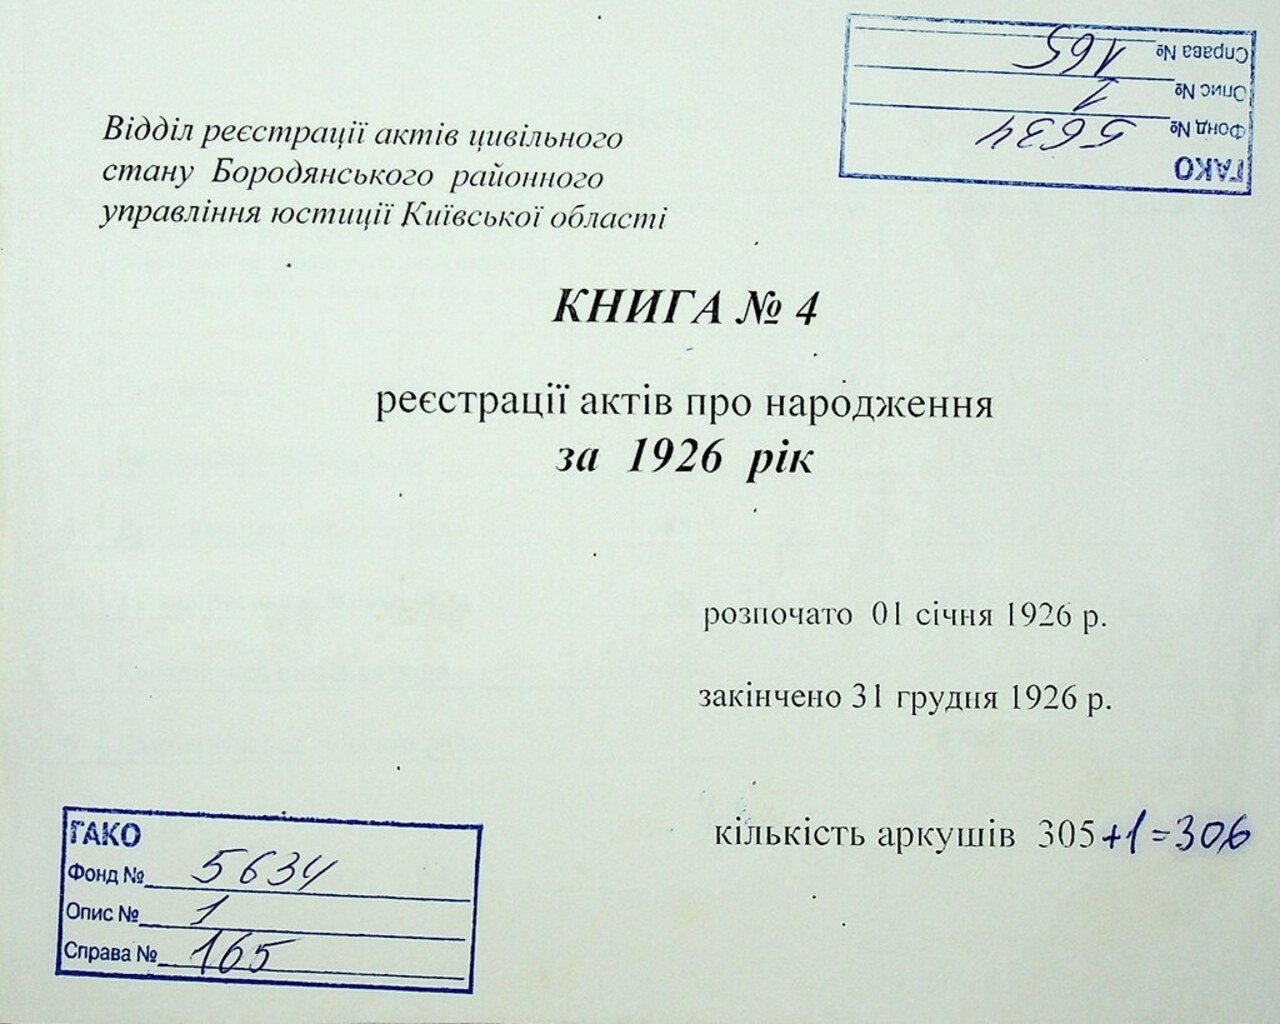 ГАКО
Фонд № 5634
Опис № 1
Справа № 165
Відділ реєстрації актів цивільного
стану Бородянського районного
управління юстиції Київської області
КНИГА № 4
реєстрації актів про народження
за 1926 рік
розпочато 01 січня 1926 р.
закінчено 31 грудня 1926 р.
кількість аркушів 305+1=306
ГАКО
Фонд № 5634
Опис № 1
Справа № 165